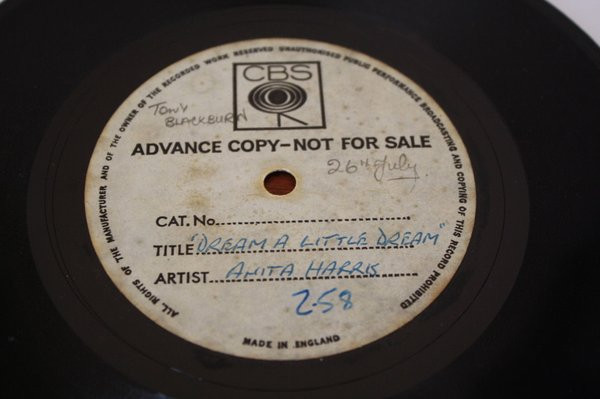 ALL RIGHTS OF THE MANUFACTURER AND OF THE OWNER OF THE RECORDED WORK RESERVED UNAUTHORISED PUBLIC PERFORMANCE BROADCASTING AND COPYING OF THIS RECORD PROHIBITED
CBS
TONY
BLACKBURN
ADVANCE COPY-NOT FOR SALE
26th July.
CAT. No.
TITLE "DREAM A LITTLE DREAM"
ARTIST ANITA HARRIS
2.58
MADE IN ENGLAND